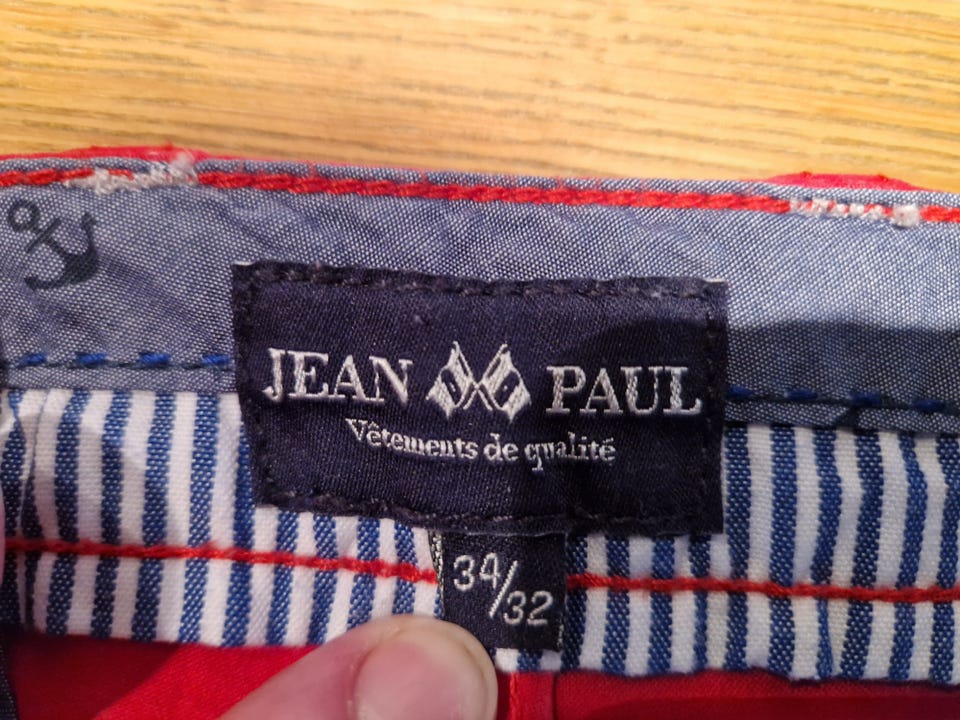 JEAN PAUL
Vêtements de qualité
34/32